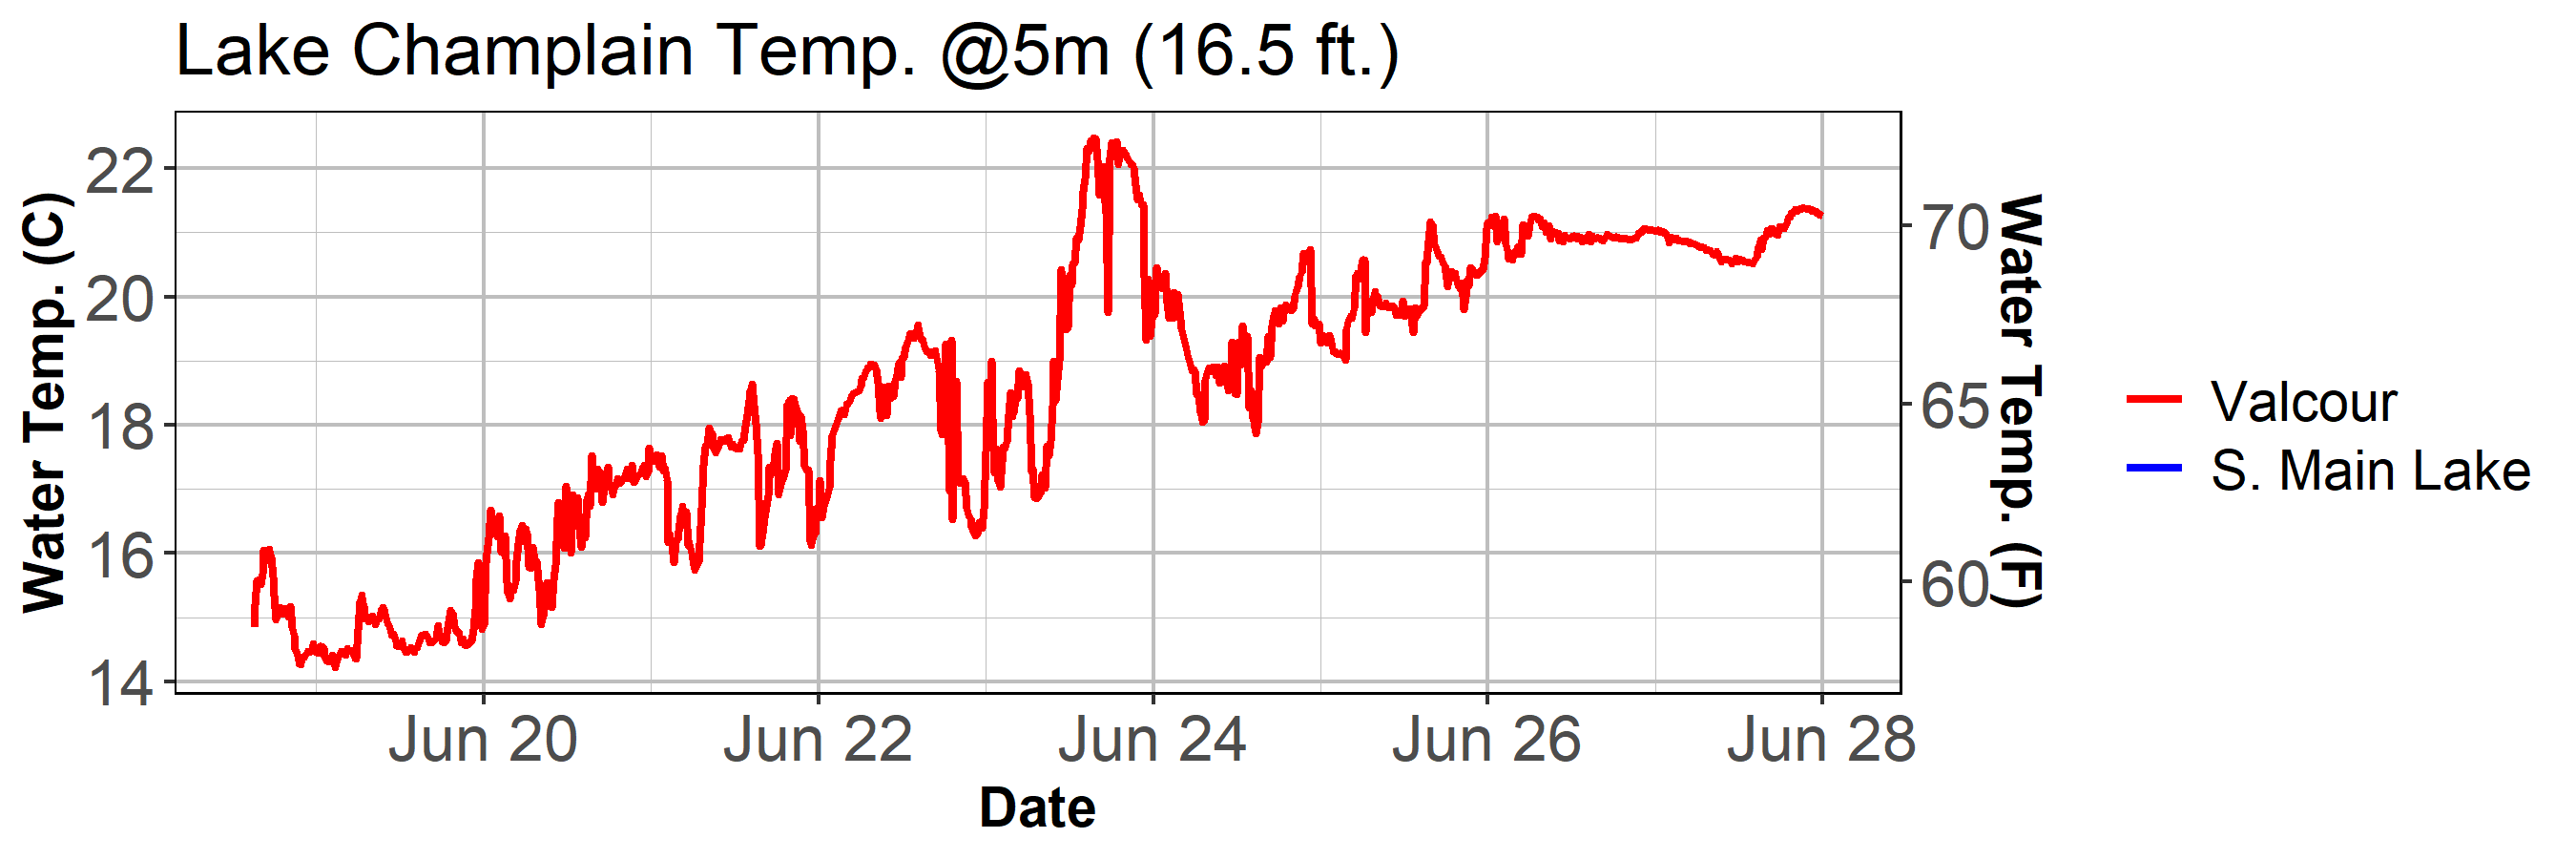 Lake Champlain Temp. @5m (16.5 ft.)
Water Temp. (C)
22
20
18
16
14
70
65
60
Water Temp. (F)
Jun 20
Jun 22
Jun 24
Jun 26
Jun 28
Date
Valcour
S. Main Lake